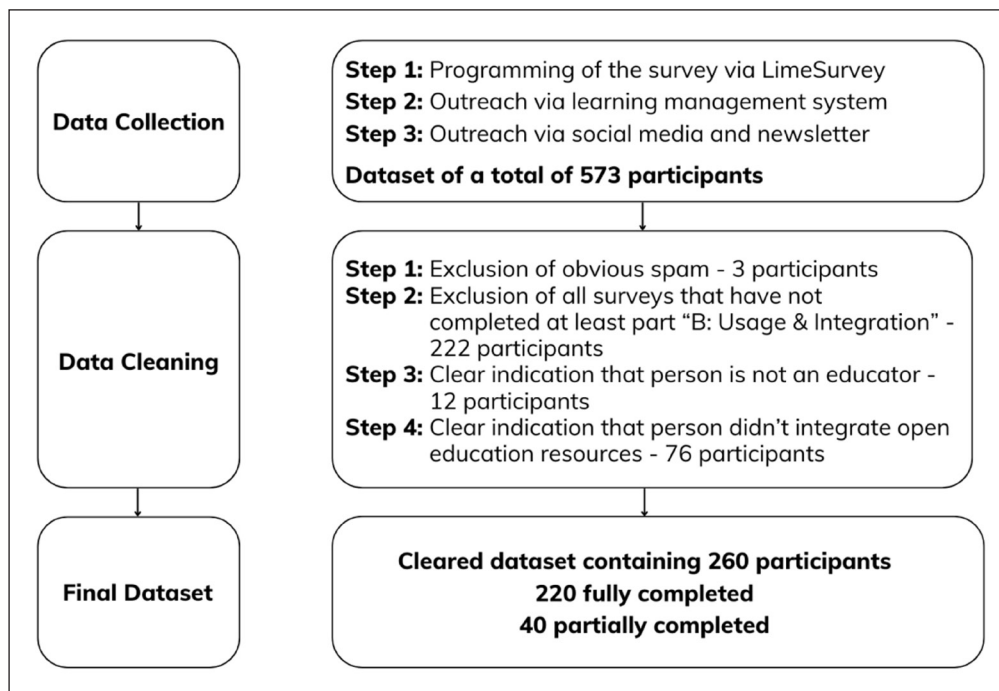 Data Collection
Step 1: Programming of the survey via LimeSurvey
Step 2: Outreach via learning management system
Step 3: Outreach via social media and newsletter
Dataset of a total of 573 participants
Data Cleaning
Step 1: Exclusion of obvious spam - 3 participants
Step 2: Exclusion of all surveys that have not
completed at least part “B: Usage & Integration” -
222 participants
Step 3: Clear indication that person is not an educator -
12 participants
Step 4: Clear indication that person didn’t integrate open
education resources - 76 participants
Final Dataset
Cleared dataset containing 260 participants
220 fully completed
40 partially completed